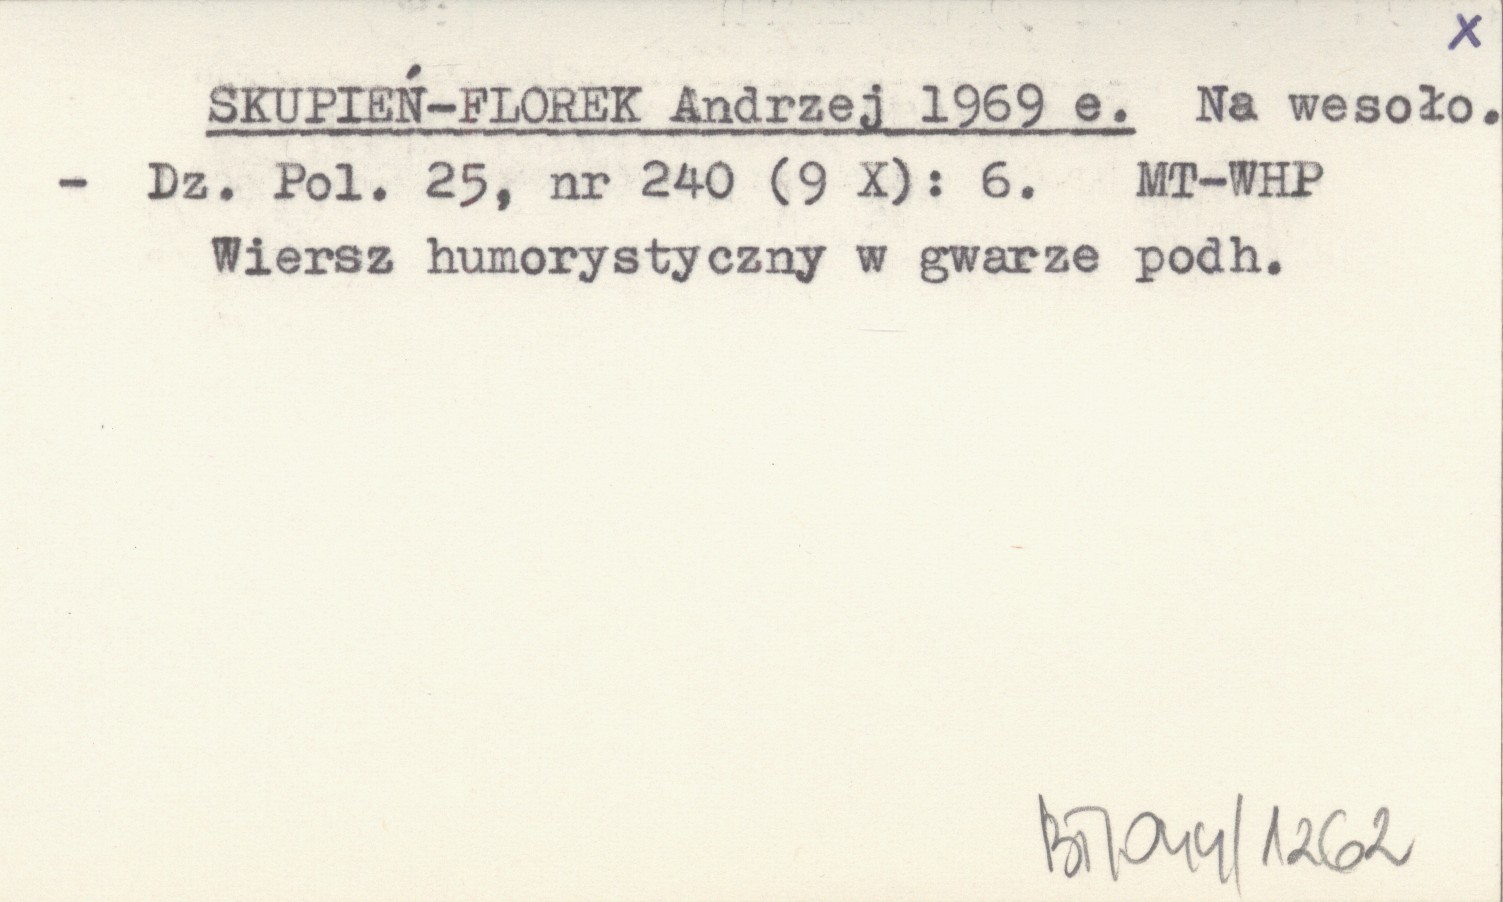 x
SKUPIEŃ-FLOREK Andrzej 1969 e. Na wesoło.
- Dz. Pol. 25, nr 240 (9 X): 6. MT-WHP
Wiersz humorystyczny w gwarze podh.
1262